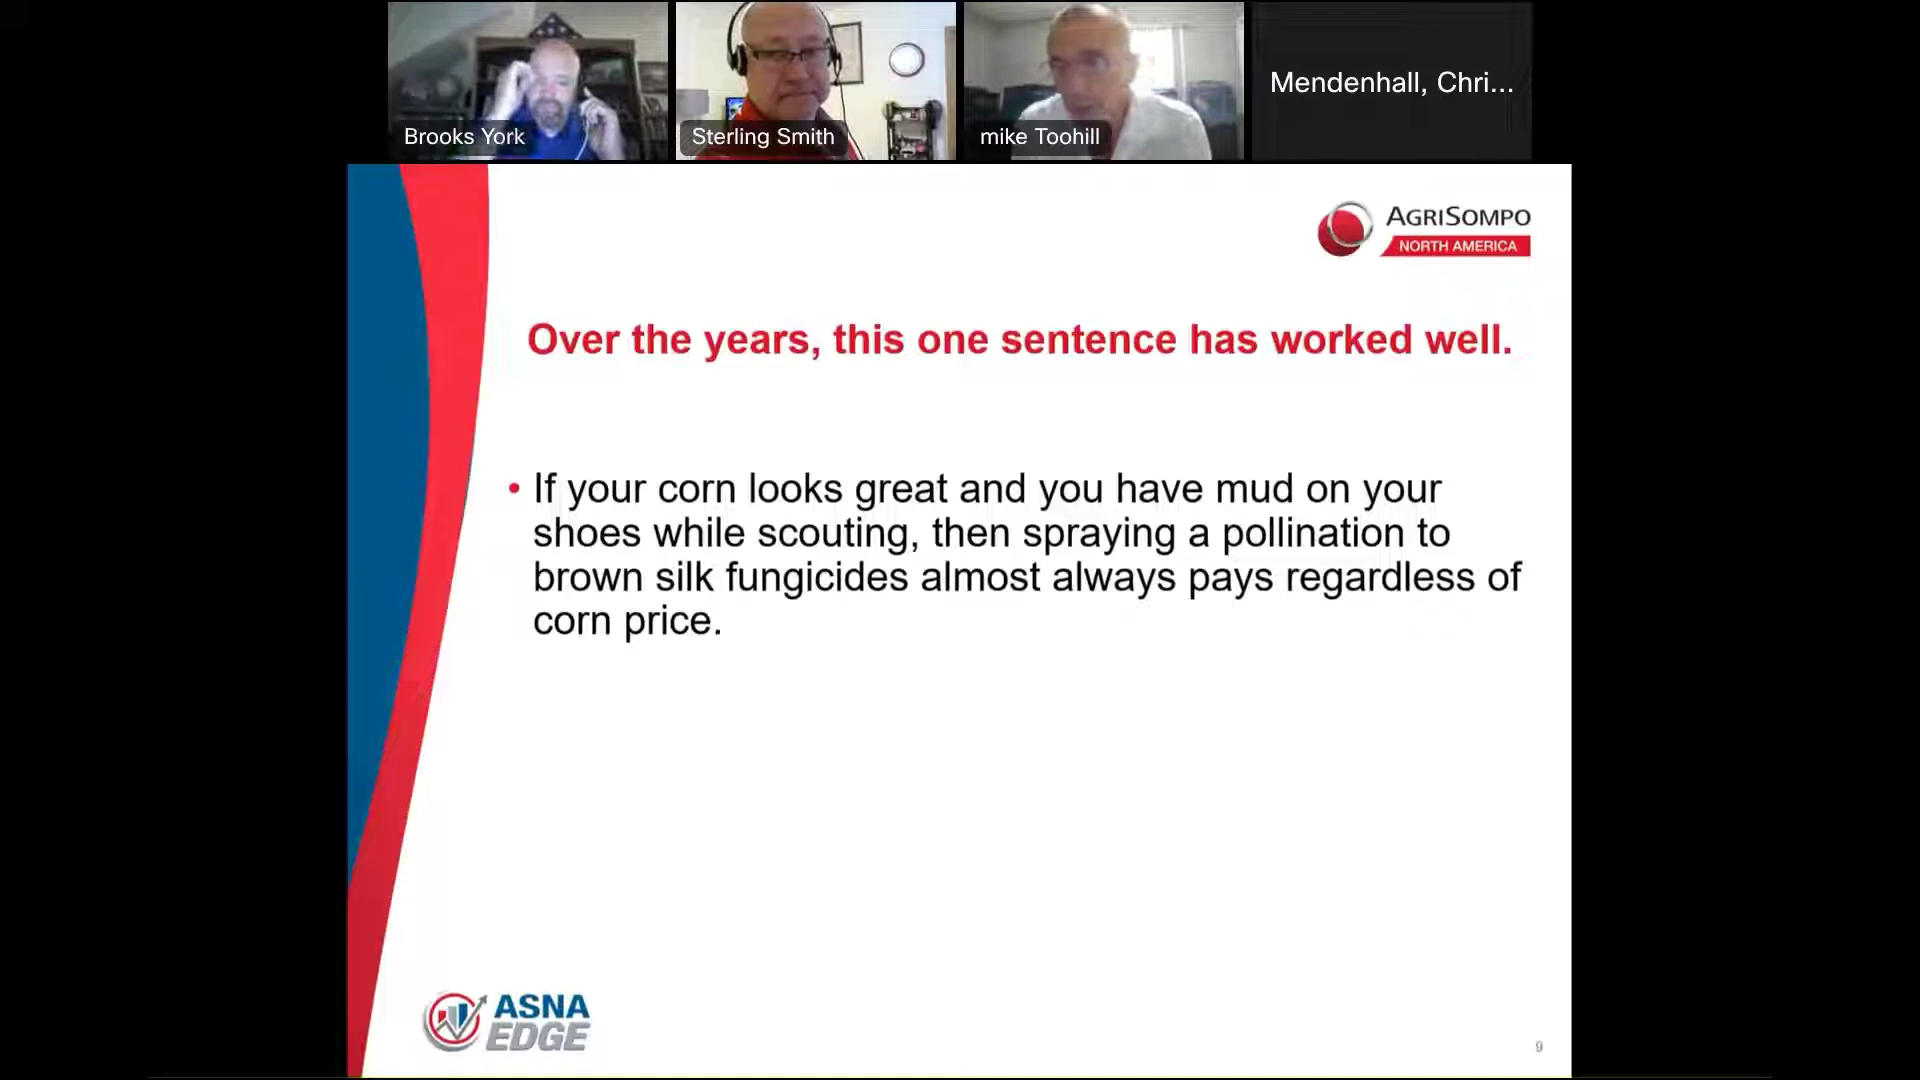 Brooks York
Sterling Smith
mike Toohill
Mendenhall, Chri...
AGRISOMPO
NORTH AMERICA
Over the years, this one sentence has worked well.
• If your corn looks great and you have mud on your
shoes while scouting, then spraying a pollination to
brown silk fungicides almost always pays regardless of
corn price.
ASNA
EDGE
9